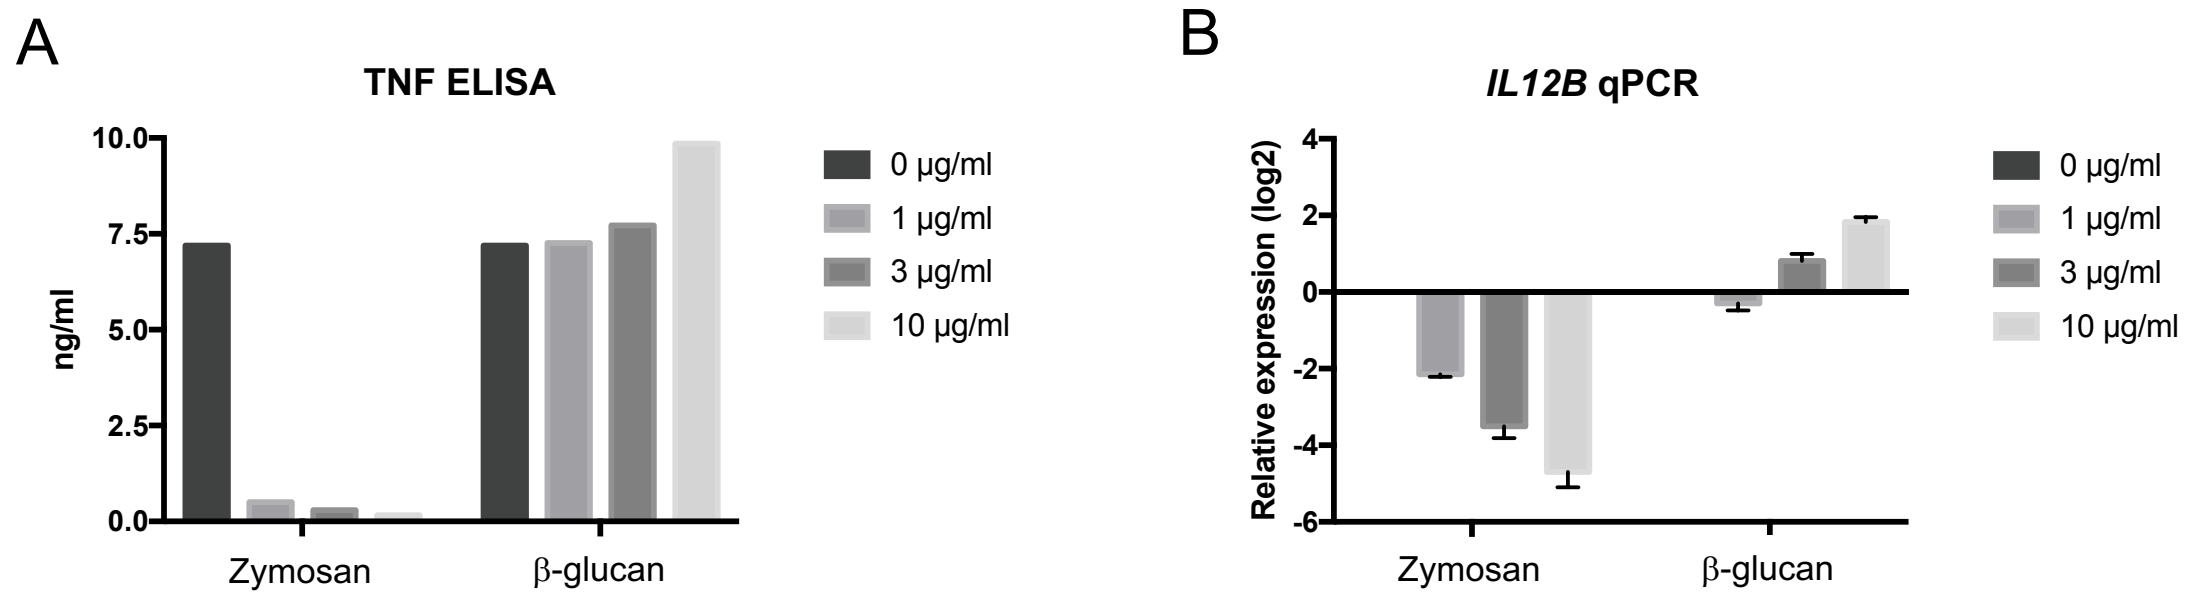 A
TNF ELISA
ng/ml
10.0
7.5
5.0
2.5
0.0
Zymosan
β-glucan
0 µg/ml
1 µg/ml
3 µg/ml
10 µg/ml
B
IL12B qPCR
Relative expression (log2)
4
2
0
-2
-4
-6
Zymosan
β-glucan
0 µg/ml
1 µg/ml
3 µg/ml
10 µg/ml